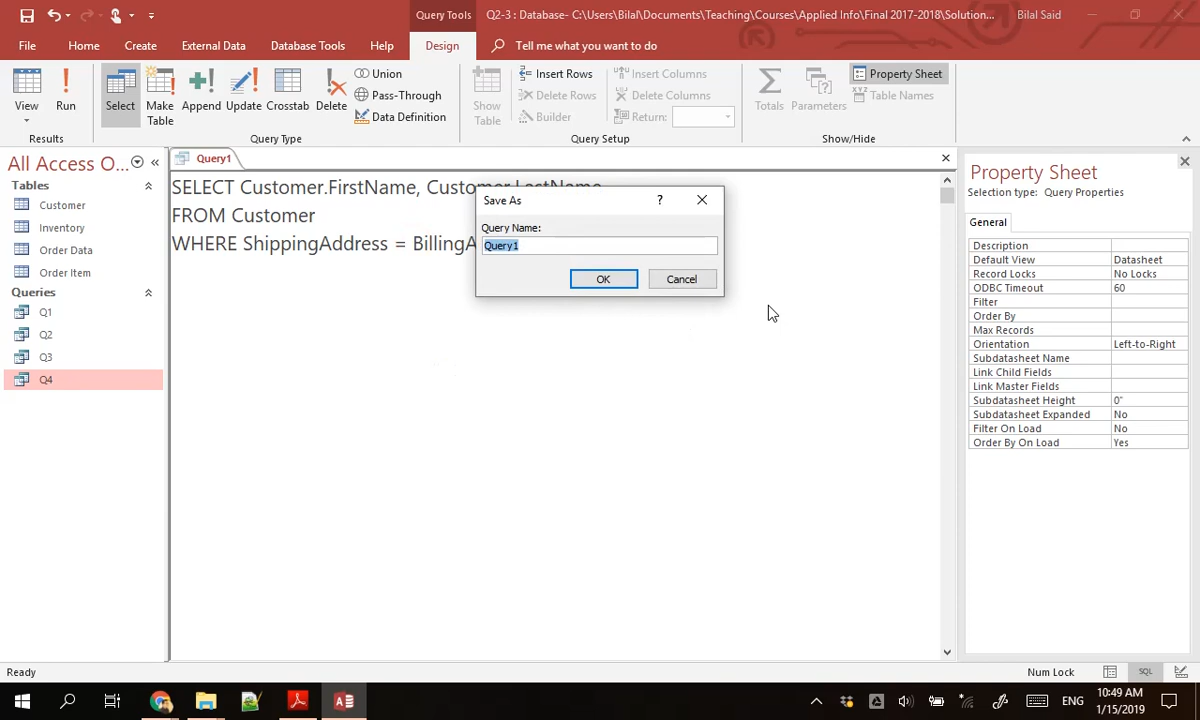 Query Tools
Q2-3 : Database- C:\Users\Bilal\Documents\Teaching\Courses\Applied Info\Final 2017-2018\Solution...
Bilal Said
File Home Create External Data Database Tools Help Design Tell me what you want to do
View
Run
Select
Make Table
Append
Update
Crosstab
Delete
Union
Pass-Through
Data Definition
Show Table
Insert Rows
Delete Rows
Builder
Insert Columns
Delete Columns
Return:
Totals
Parameters
Property Sheet
Table Names
Results
Query Type
Query Setup
Show/Hide
All Access O...
Tables
Customer
Inventory
Order Data
Order Item
Queries
Q1
Q2
Q3
Q4
Query1
SELECT Customer.FirstName, Customer.LastName
FROM Customer
WHERE ShippingAddress = BillingA
Save As
?
Query Name:
Query1
OK
Cancel
Property Sheet
Selection type: Query Properties
General
Description
Default View Datasheet
Record Locks No Locks
ODBC Timeout 60
Filter
Order By
Max Records
Orientation Left-to-Right
Subdatasheet Name
Link Child Fields
Link Master Fields
Subdatasheet Height 0"
Subdatasheet Expanded No
Filter On Load No
Order By On Load Yes
Ready
Num Lock
SQL
ENG
10:49 AM
1/15/2019